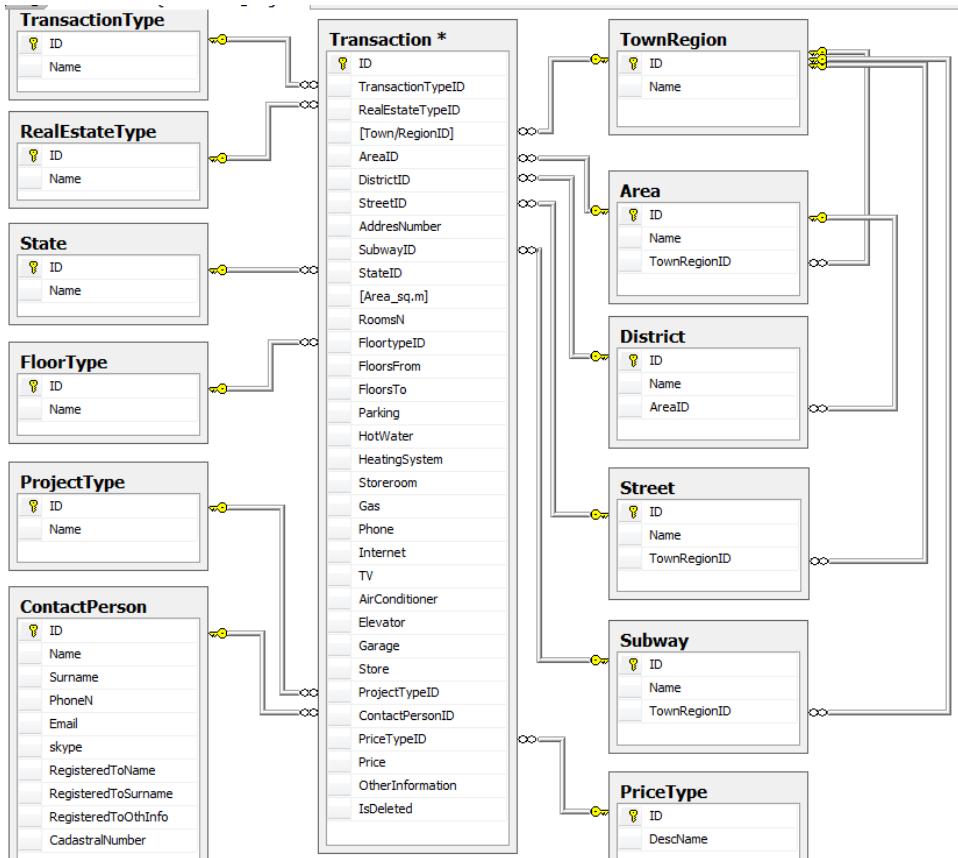 TransactionType
ID
Name
RealEstateType
ID
Name
State
ID
Name
FloorType
ID
Name
ProjectType
ID
Name
ContactPerson
ID
Name
Surname
PhoneN
Email
skype
RegisteredToName
RegisteredToSurname
RegisteredToOthInfo
CadastralNumber
Transaction *
ID
TransactionTypeID
RealEstateTypeID
[Town/RegionID]
AreaID
DistrictID
StreetID
AddresNumber
SubwayID
StateID
[Area_sq.m]
RoomsN
FloortypeID
FloorsFrom
FloorsTo
Parking
HotWater
HeatingSystem
Storeroom
Gas
Phone
Internet
TV
AirConditioner
Elevator
Garage
Store
ProjectTypeID
ContactPersonID
PriceTypeID
Price
OtherInformation
IsDeleted
TownRegion
ID
Name
Area
ID
Name
TownRegionID
District
ID
Name
AreaID
Street
ID
Name
TownRegionID
Subway
ID
Name
TownRegionID
PriceType
ID
DescName